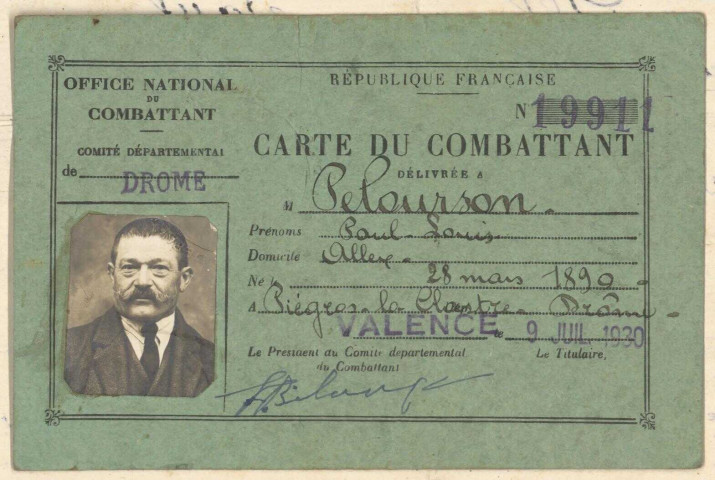 OFFICE NATIONAL
DU
COMBATTANT
COMITÉ DÉPARTEMENTAL
de DROME
RÉPUBLIQUE FRANÇAISE
N 19911
CARTE DU COMBATTANT
DÉLIVRÉE A
M Pelourson
Prénoms Paul-Louis
Domicile Allex
Né le 28 mars 1890
A Piégros-la Clastre - Drôme
VALENCE le 9 JUIL 1930
Le Président du Comité départemental
du Combattant
Le Titulaire,